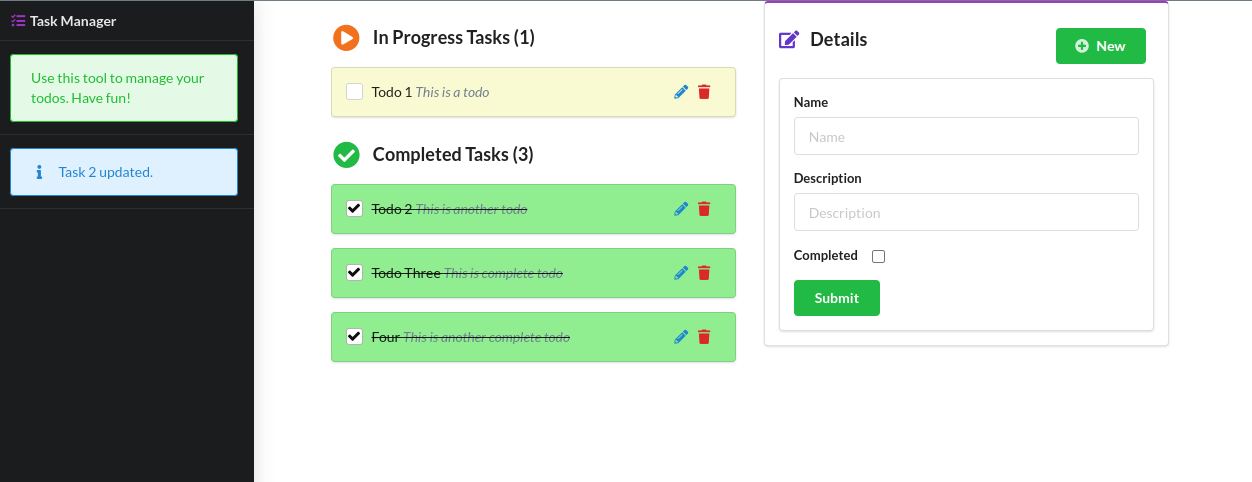 Task Manager
Use this tool to manage your
todos. Have fun!
Task 2 updated.
In Progress Tasks (1)
Todo 1 This is a todo
Completed Tasks (3)
Todo 2 This is another todo
Todo Three This is complete todo
Four This is another complete todo
Details
New
Name
Name
Description
Description
Completed
Submit